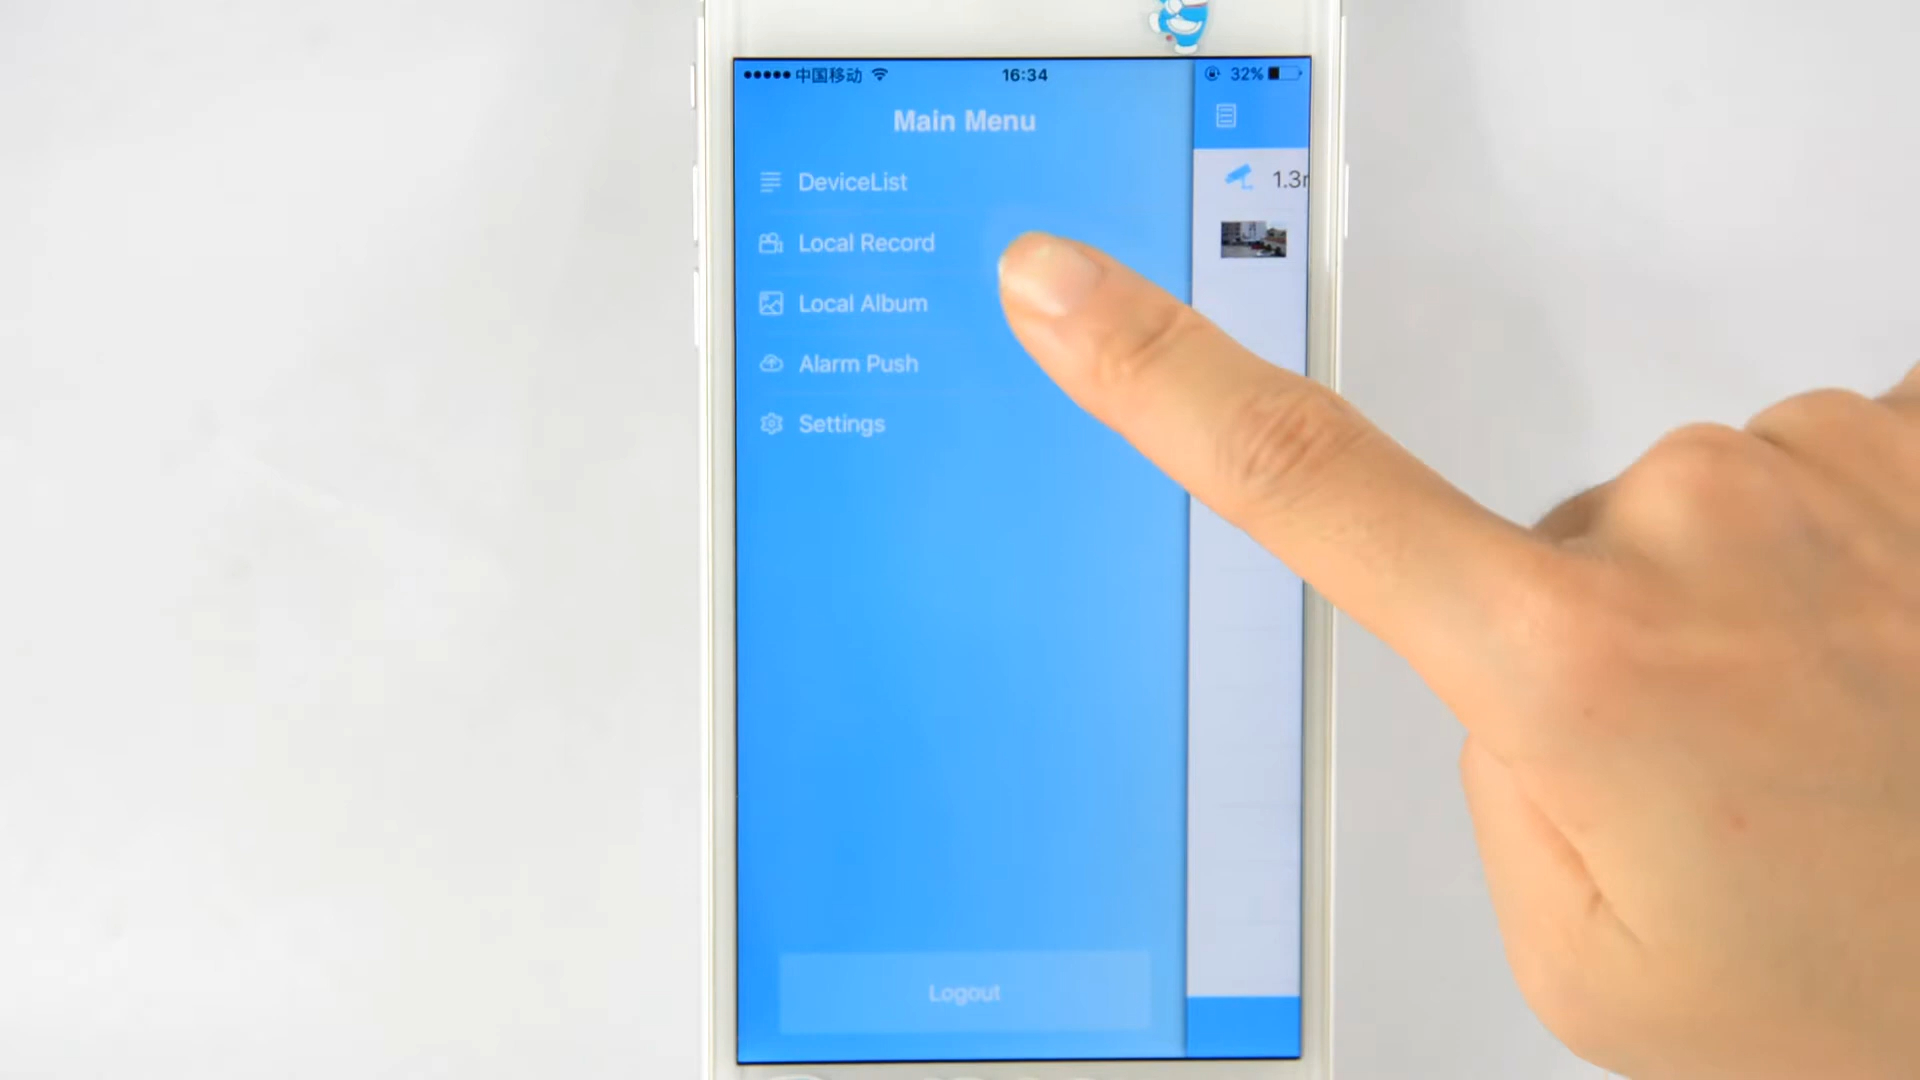 中国移动 16:34 32%
Main Menu
DeviceList
1.3
Local Record
Local Album
Alarm Push
Settings
Logout